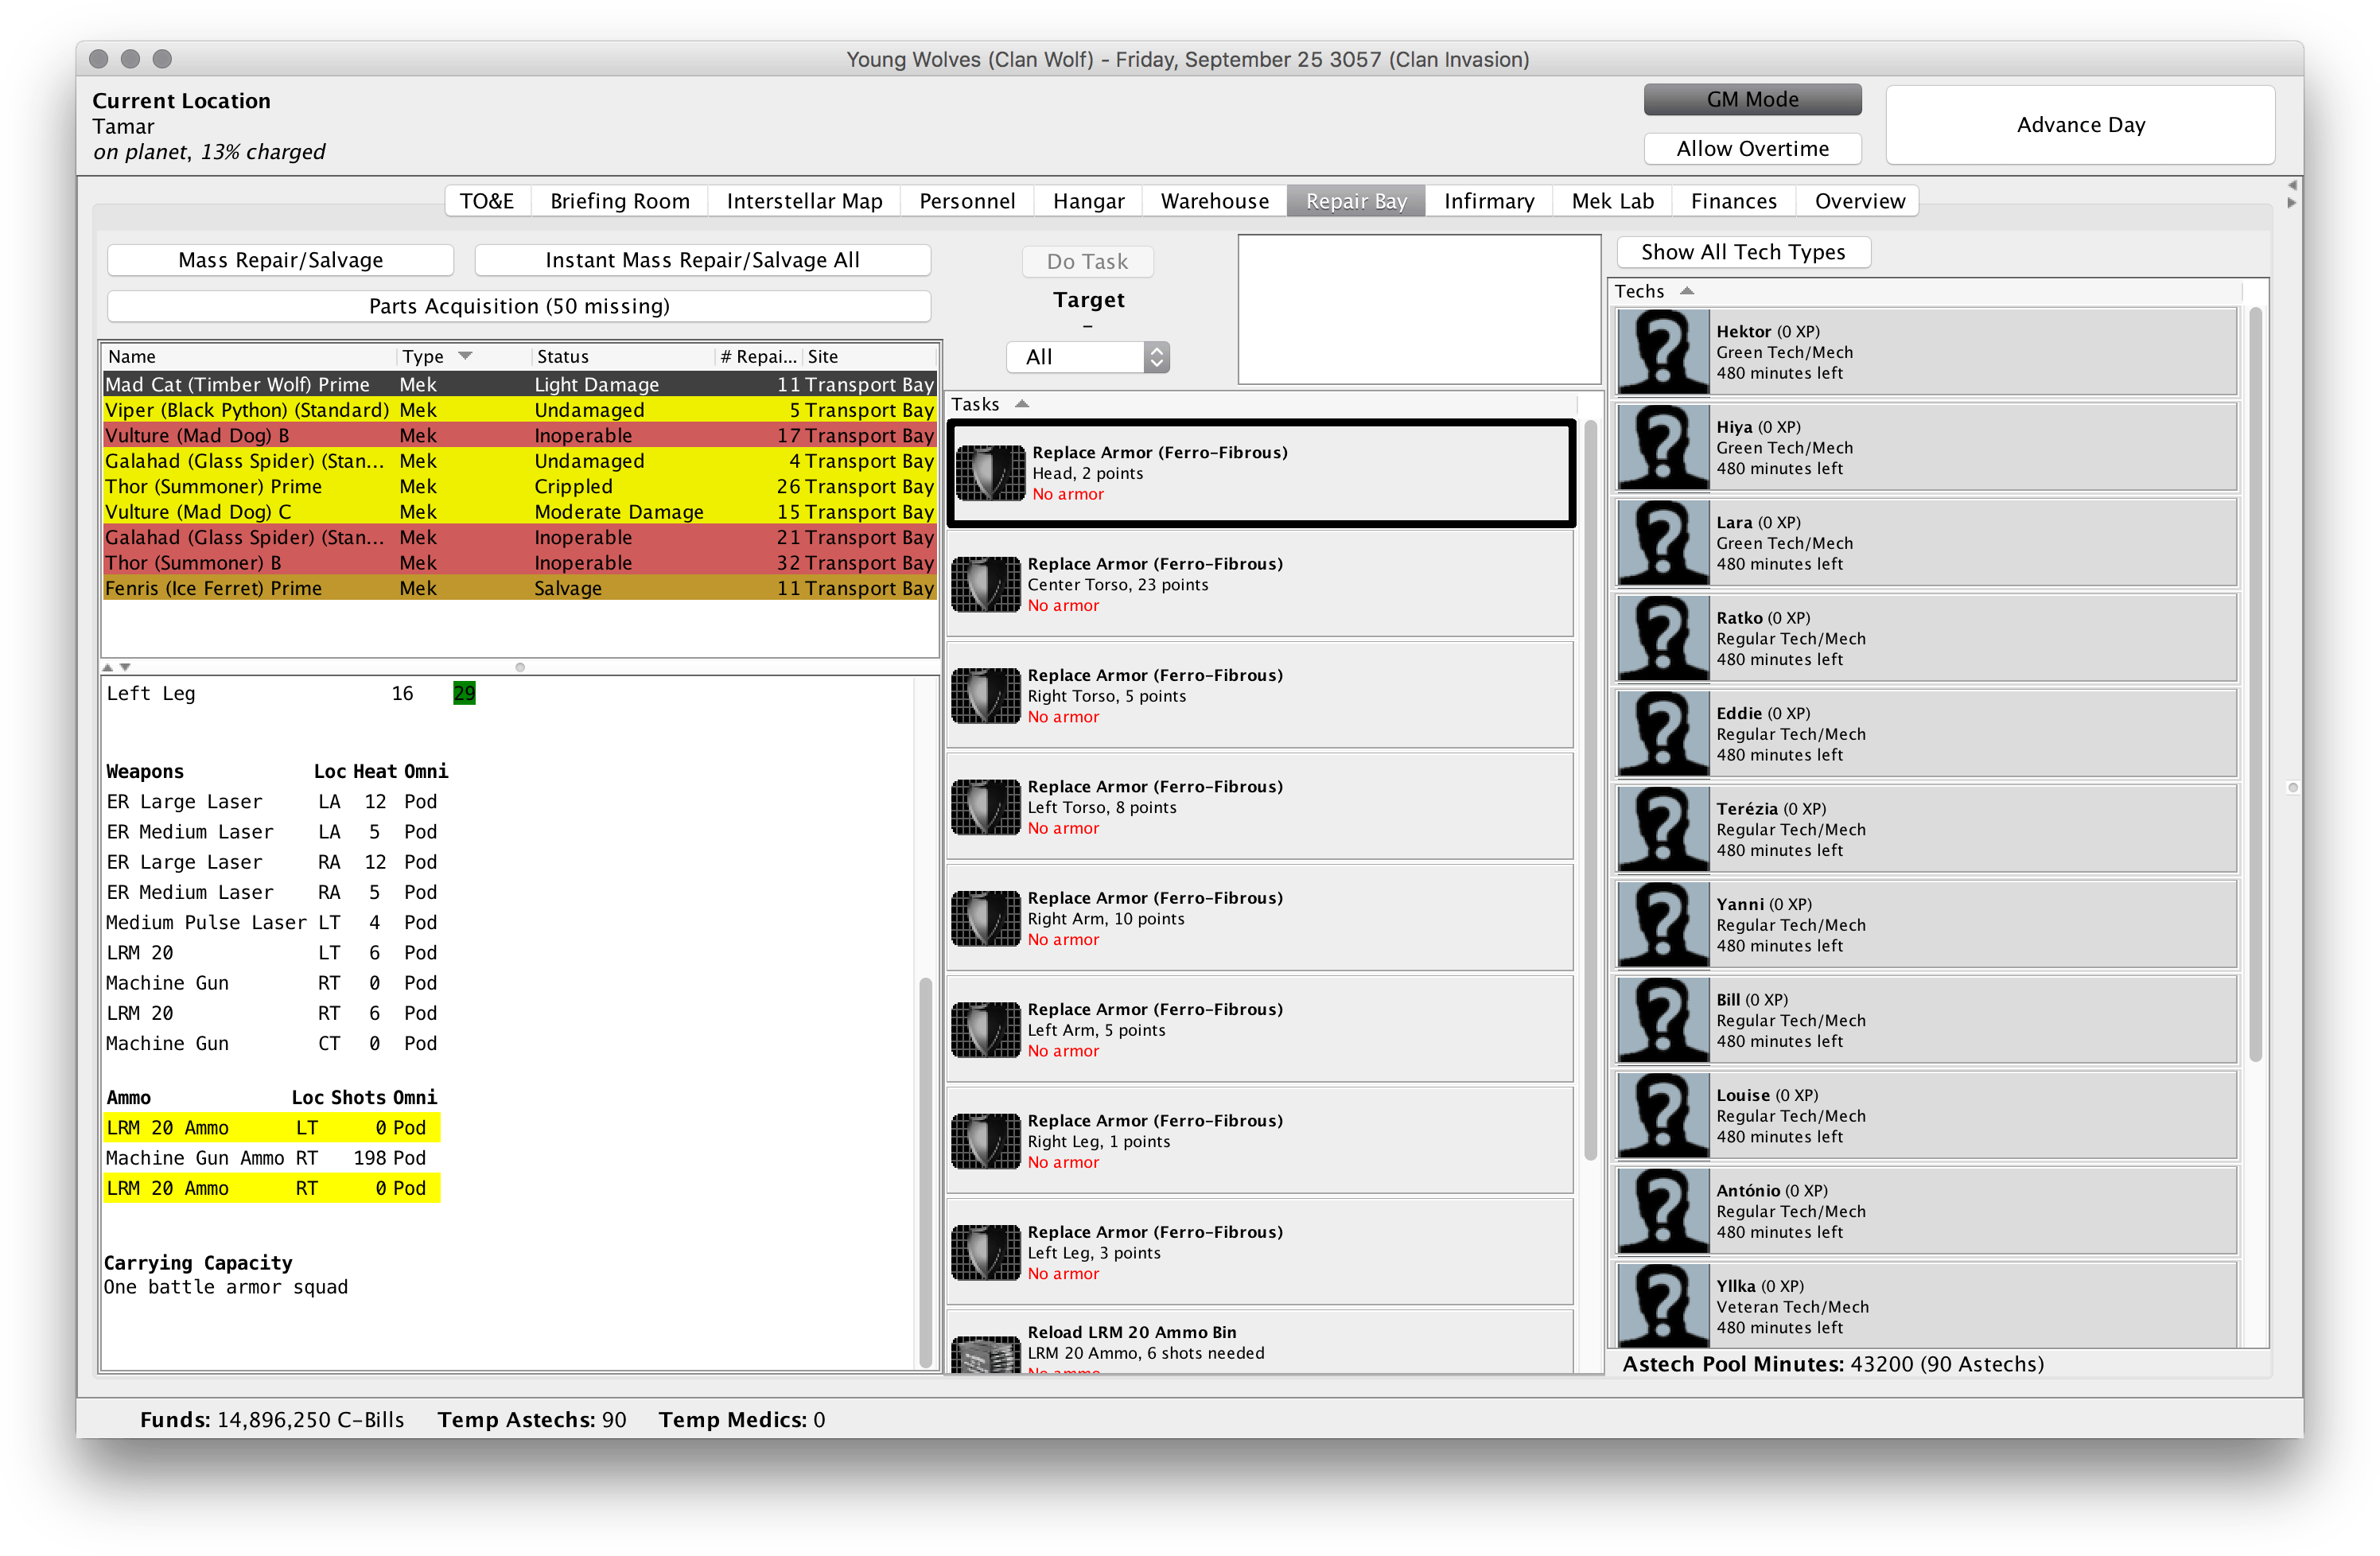 Young Wolves (Clan Wolf) - Friday, September 25 3057 (Clan Invasion)
Current Location
Tamar
on planet, 13% charged
GM Mode
Allow Overtime
Advance Day
TO&E Briefing Room Interstellar Map Personnel Hangar Warehouse Repair Bay Infirmary Mek Lab Finances Overview
Mass Repair/Salvage Instant Mass Repair/Salvage All
Parts Acquisition (50 missing)
Name Type Status # Repai... Site
Mad Cat (Timber Wolf) Prime Mek Light Damage 11 Transport Bay
Viper (Black Python) (Standard) Mek Undamaged 5 Transport Bay
Vulture (Mad Dog) B Mek Inoperable 17 Transport Bay
Galahad (Glass Spider) (Stan... Mek Undamaged 4 Transport Bay
Thor (Summoner) Prime Mek Crippled 26 Transport Bay
Vulture (Mad Dog) C Mek Moderate Damage 15 Transport Bay
Galahad (Glass Spider) (Stan... Mek Inoperable 21 Transport Bay
Thor (Summoner) B Mek Inoperable 32 Transport Bay
Fenris (Ice Ferret) Prime Mek Salvage 11 Transport Bay
Left Leg 16 29
Weapons Loc Heat Omni
ER Large Laser LA 12 Pod
ER Medium Laser LA 5 Pod
ER Large Laser RA 12 Pod
ER Medium Laser RA 5 Pod
Medium Pulse Laser LT 4 Pod
LRM 20 LT 6 Pod
Machine Gun RT 0 Pod
LRM 20 RT 6 Pod
Machine Gun CT 0 Pod
Ammo Loc Shots Omni
LRM 20 Ammo LT 0 Pod
Machine Gun Ammo RT 198 Pod
LRM 20 Ammo RT 0 Pod
Carrying Capacity
One battle armor squad
Do Task
Target
–
All
Tasks
Replace Armor (Ferro-Fibrous)
Head, 2 points
No armor
Replace Armor (Ferro-Fibrous)
Center Torso, 23 points
No armor
Replace Armor (Ferro-Fibrous)
Right Torso, 5 points
No armor
Replace Armor (Ferro-Fibrous)
Left Torso, 8 points
No armor
Replace Armor (Ferro-Fibrous)
Right Arm, 10 points
No armor
Replace Armor (Ferro-Fibrous)
Left Arm, 5 points
No armor
Replace Armor (Ferro-Fibrous)
Right Leg, 1 points
No armor
Replace Armor (Ferro-Fibrous)
Left Leg, 3 points
No armor
Reload LRM 20 Ammo Bin
LRM 20 Ammo, 6 shots needed
No ammo
Show All Tech Types
Techs
Hektor (0 XP)
Green Tech/Mech
480 minutes left
Hiya (0 XP)
Green Tech/Mech
480 minutes left
Lara (0 XP)
Green Tech/Mech
480 minutes left
Ratko (0 XP)
Regular Tech/Mech
480 minutes left
Eddie (0 XP)
Regular Tech/Mech
480 minutes left
Terézia (0 XP)
Regular Tech/Mech
480 minutes left
Yanni (0 XP)
Regular Tech/Mech
480 minutes left
Bill (0 XP)
Regular Tech/Mech
480 minutes left
Louise (0 XP)
Regular Tech/Mech
480 minutes left
António (0 XP)
Regular Tech/Mech
480 minutes left
Yllka (0 XP)
Veteran Tech/Mech
480 minutes left
Astech Pool Minutes: 43200 (90 Astechs)
Funds: 14,896,250 C-Bills Temp Astechs: 90 Temp Medics: 0